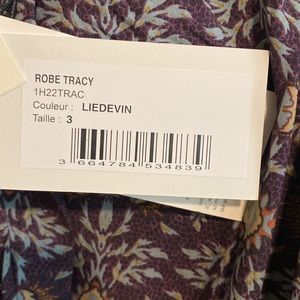 ROBE TRACY
1H22TRAC
Couleur : LIEDEVIN
Taille : 3
3 664784 534839